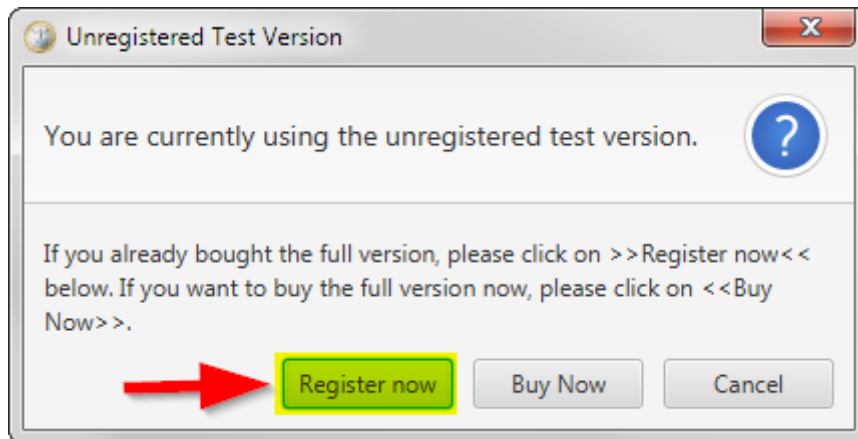 Unregistered Test Version
You are currently using the unregistered test version.
If you already bought the full version, please click on >>Register now<<
below. If you want to buy the full version now, please click on <<Buy
Now>>.
Register now Buy Now Cancel